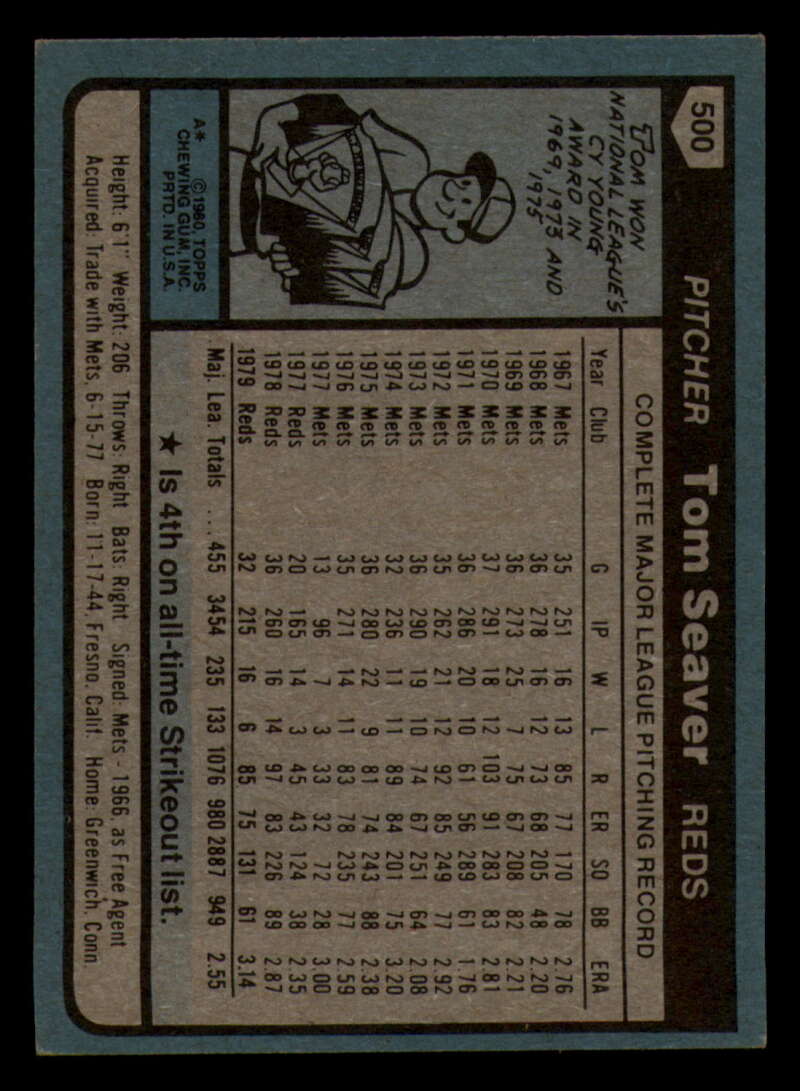 500 PITCHER Tom Seaver REDS
TOM WON
NATIONAL LEAGUE'S
CY YOUNG
AWARD IN
1969, 1973 AND
1975.
A* ©1980, TOPPS
CHEWING GUM, INC.
PRTD. IN U.S.A.
COMPLETE MAJOR LEAGUE PITCHING RECORD
Year Club G IP W L R ER SO BB ERA
1967 Mets 35 251 16 13 85 77 170 78 2.76
1968 Mets 36 278 16 12 73 68 205 48 2.20
1969 Mets 36 273 25 7 75 67 208 82 2.21
1970 Mets 37 291 18 12 103 91 283 83 2.81
1971 Mets 36 286 20 10 61 56 289 61 1.76
1972 Mets 35 262 21 12 92 85 249 77 2.92
1973 Mets 36 290 19 10 74 67 251 64 2.08
1974 Mets 32 236 11 11 89 84 201 75 3.20
1975 Mets 36 280 22 9 81 74 243 88 2.38
1976 Mets 35 271 14 11 83 78 235 77 2.59
1977 Mets 13 96 7 3 33 32 72 28 3.00
1977 Reds 20 165 14 3 45 43 124 38 2.35
1978 Reds 36 260 16 14 97 83 226 89 2.87
1979 Reds 32 215 16 6 85 75 131 61 3.14
Maj. Lea. Totals ... 455 3454 235 133 1076 980 2887 949 2.55
★ Is 4th on all-time Strikeout list.
Height: 6'1" Weight: 206 Throws: Right Bats: Right Signed: Mets - 1966, as Free Agent
Acquired: Trade with Mets, 6-15-77 Born: 11-17-44, Fresno, Calif. Home: Greenwich, Conn.